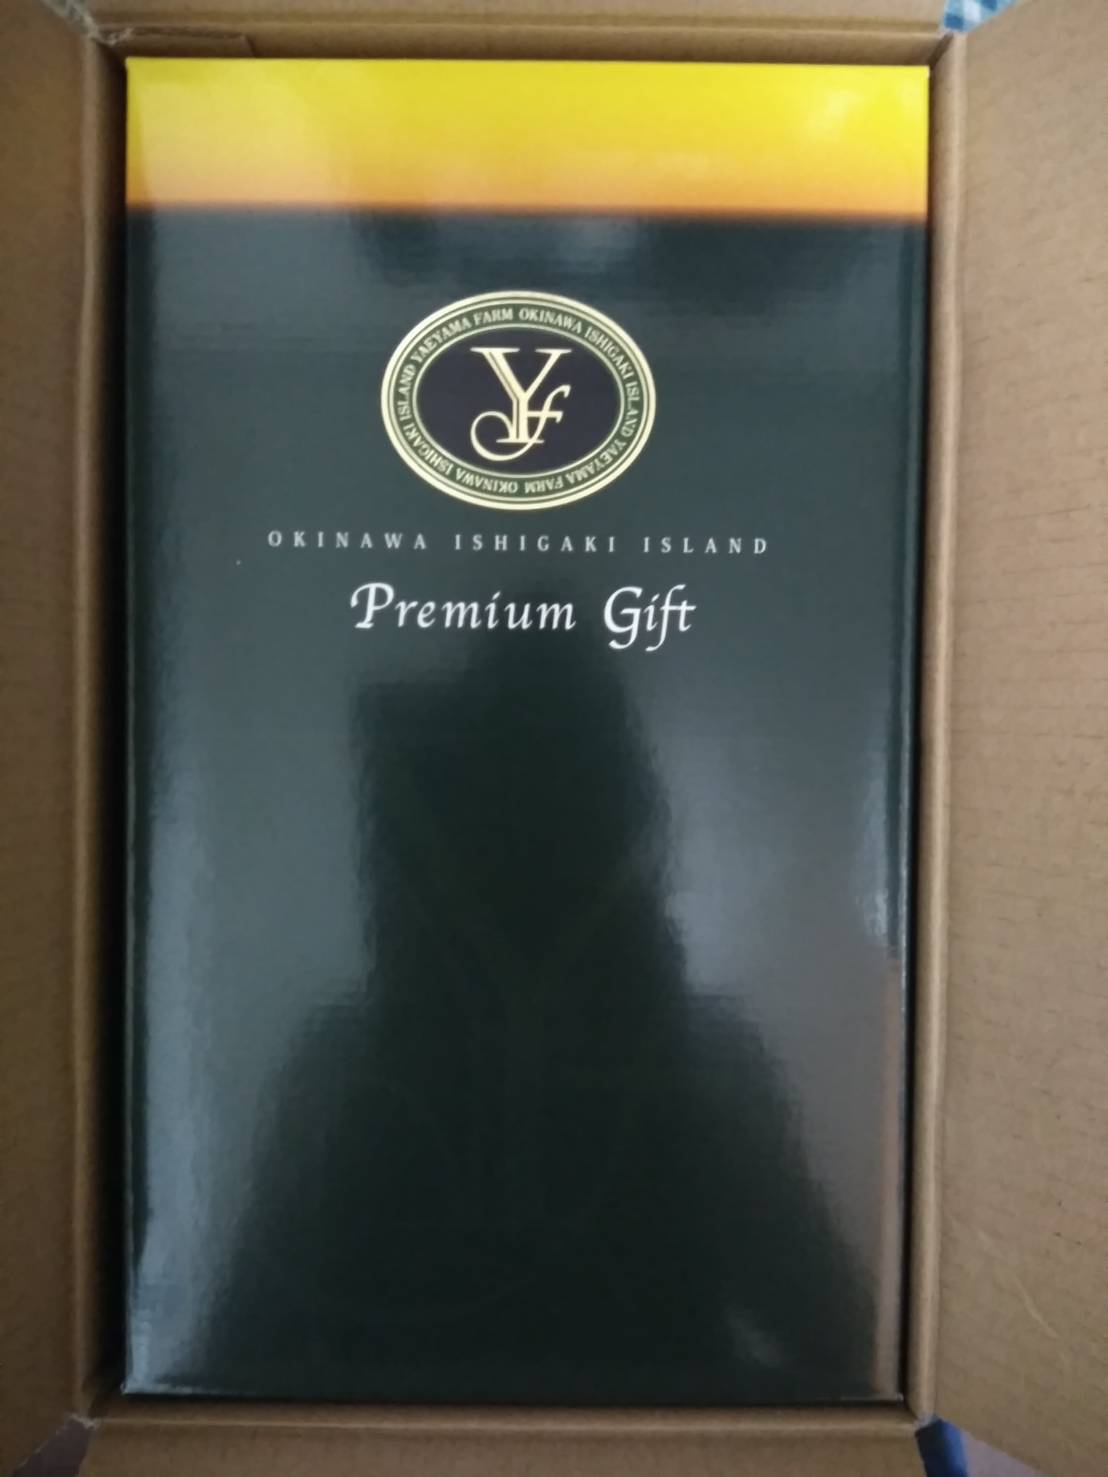 YAEYAMA FARM OKINAWA ISHIGAKI ISLAND YAEYAMA FARM OKINAWA ISHIGAKI ISLAND
Yf
OKINAWA ISHIGAKI ISLAND
Premium Gift